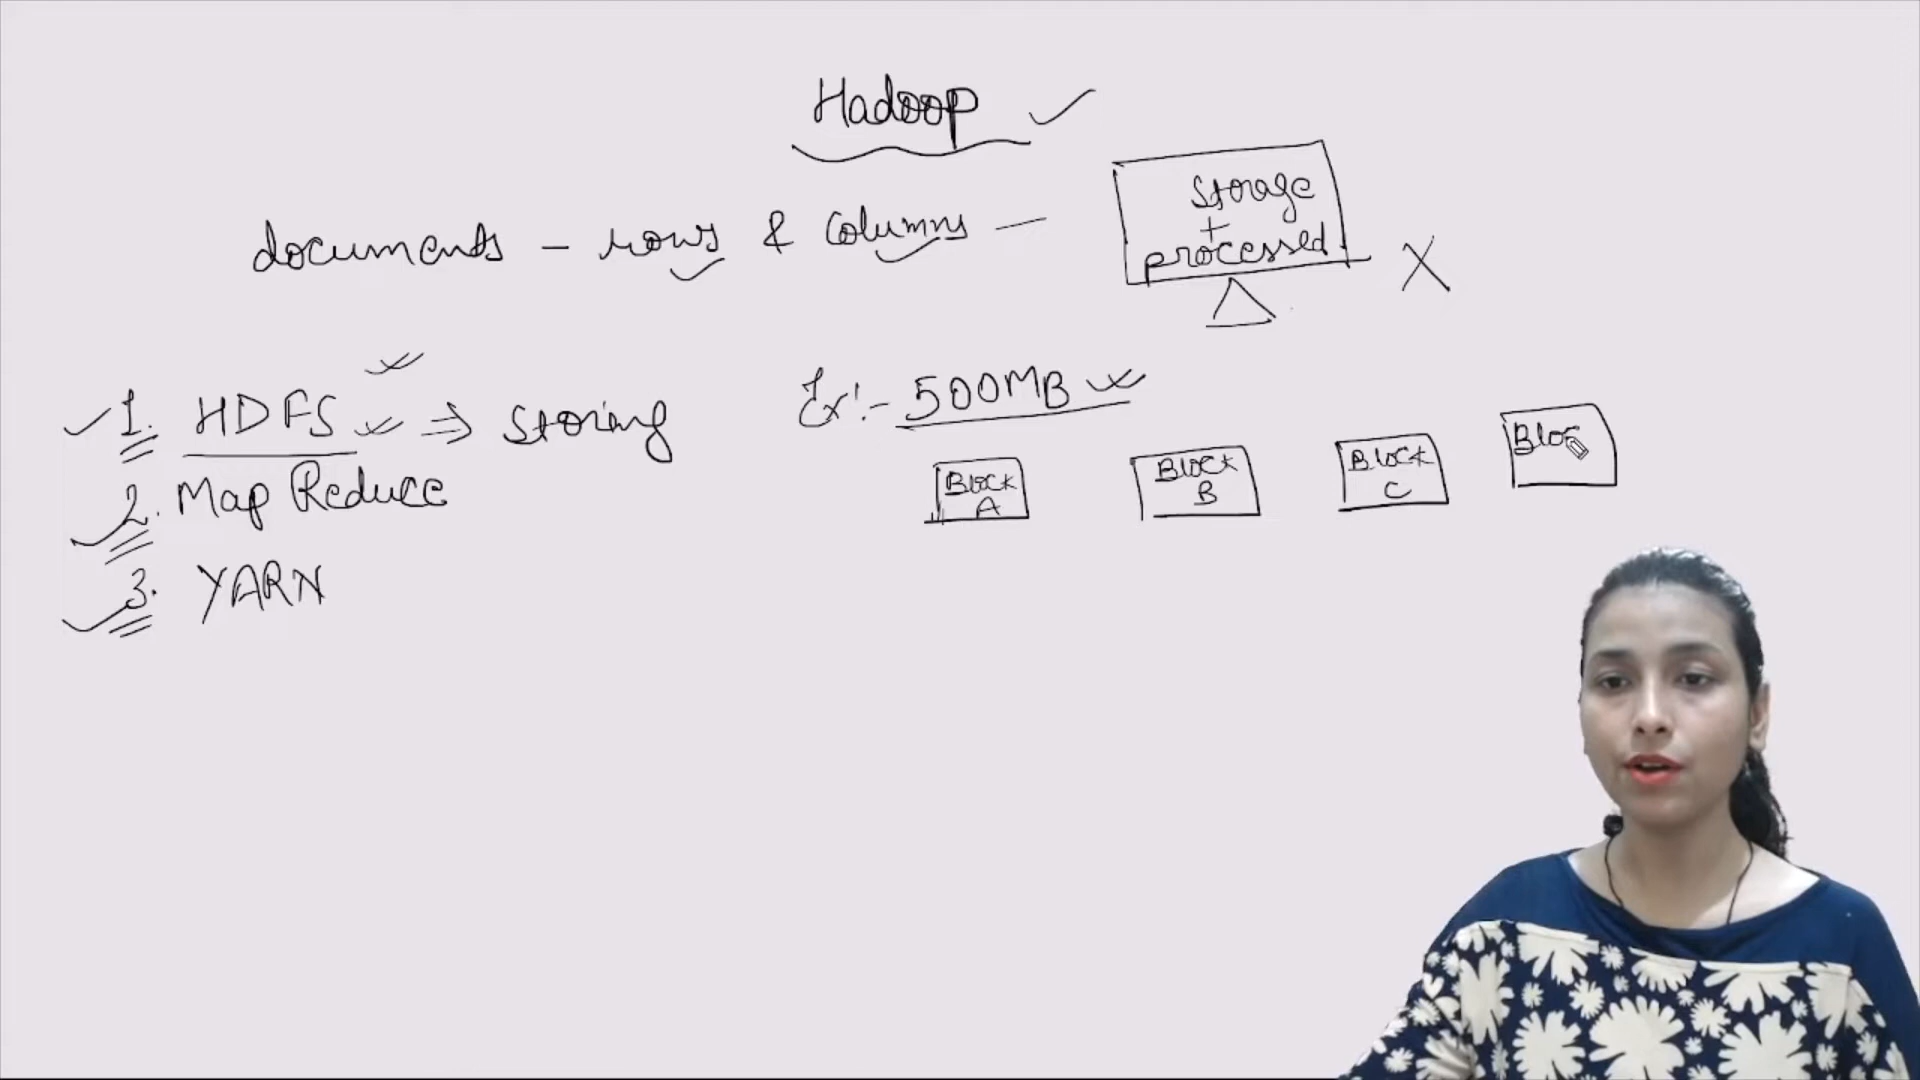 Hadoop
documents - rows & columns -
Storage
+
processed
X
1. HDFS ⇒ Storing
2. Map Reduce
3. YARN
Ex:- 500MB
Block
A
Block
B
Block
C
Bloc